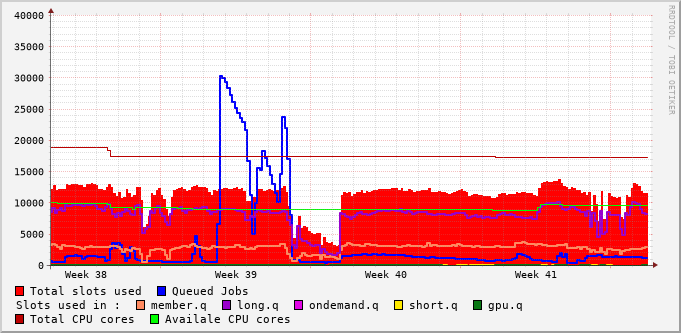 40000
35000
30000
25000
20000
15000
10000
5000
0
Week 38 Week 39 Week 40 Week 41
RRDTOOL / TOBI OETIKER
Total slots used Queued Jobs
Slots used in : member.q long.q ondemand.q short.q gpu.q
Total CPU cores Availale CPU cores